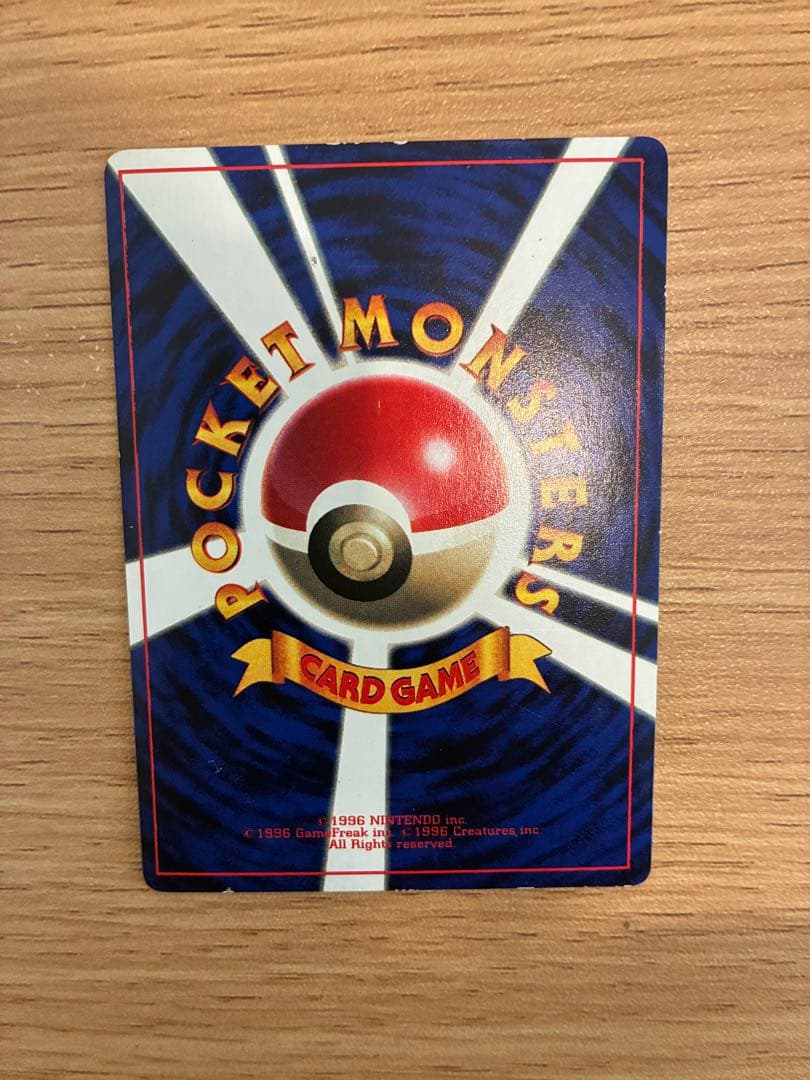 POCKET MONSTERS
CARD GAME
©1996 NINTENDO inc.
©1996 GameFreak inc. ©1996 Creatures, inc.
All Rights reserved.